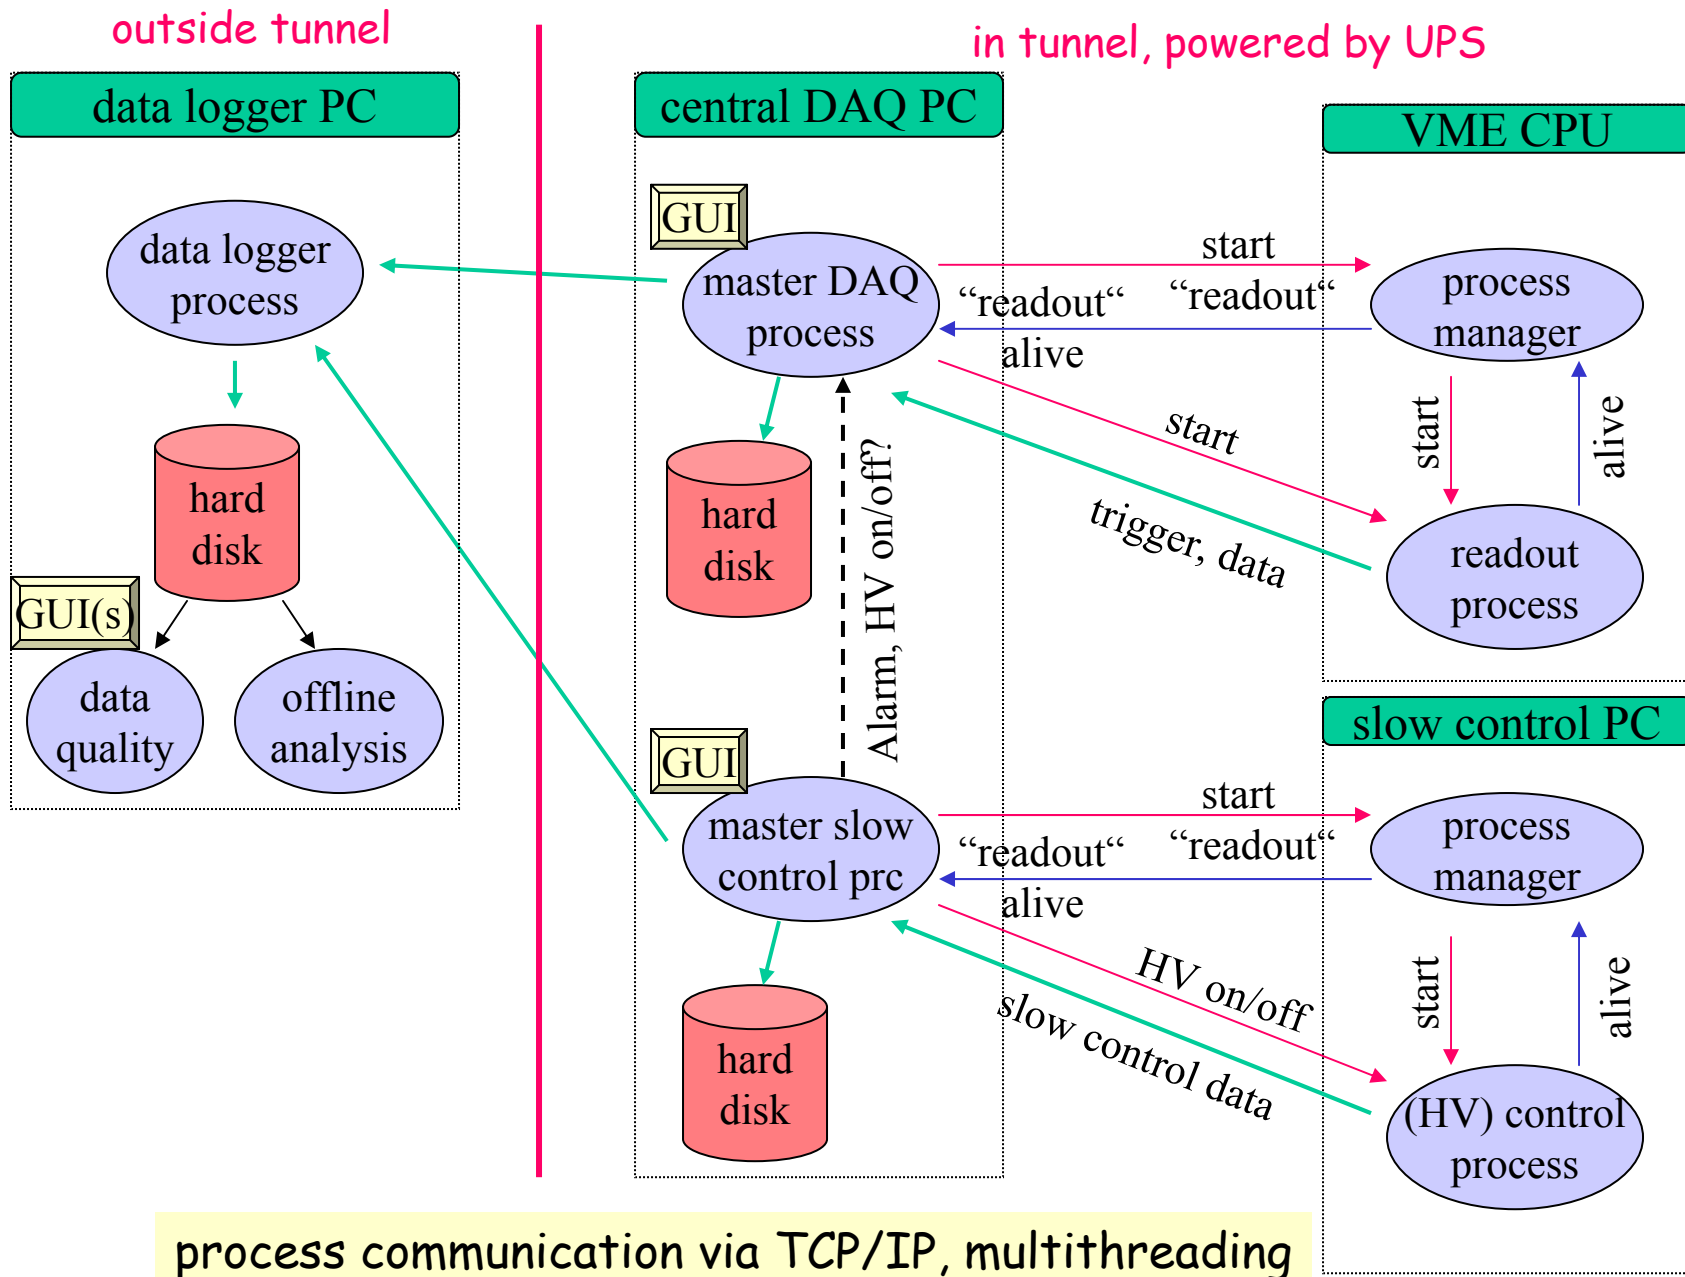 outside tunnel
in tunnel, powered by UPS
data logger PC
data logger
process
hard
disk
GUI(s)
data
quality
offline
analysis
central DAQ PC
GUI
master DAQ
process
hard
disk
Alarm, HV on/off?
GUI
master slow
control prc
hard
disk
start
“readout“
“readout“
alive
start
trigger, data
VME CPU
process
manager
start
alive
readout
process
start
“readout“
“readout“
alive
HV on/off
slow control data
slow control PC
process
manager
start
alive
(HV) control
process
process communication via TCP/IP, multithreading